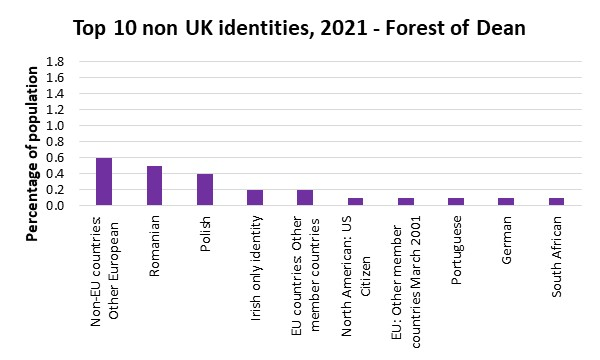 Top 10 non UK identities, 2021 - Forest of Dean
Percentage of population
1.8
1.6
1.4
1.2
1.0
0.8
0.6
0.4
0.2
0.0
Non-EU countries:
Other European
Romanian
Polish
Irish only identity
EU countries: Other
member countries
North American: US
Citizen
EU: Other member
countries March 2001
Portuguese
German
South African